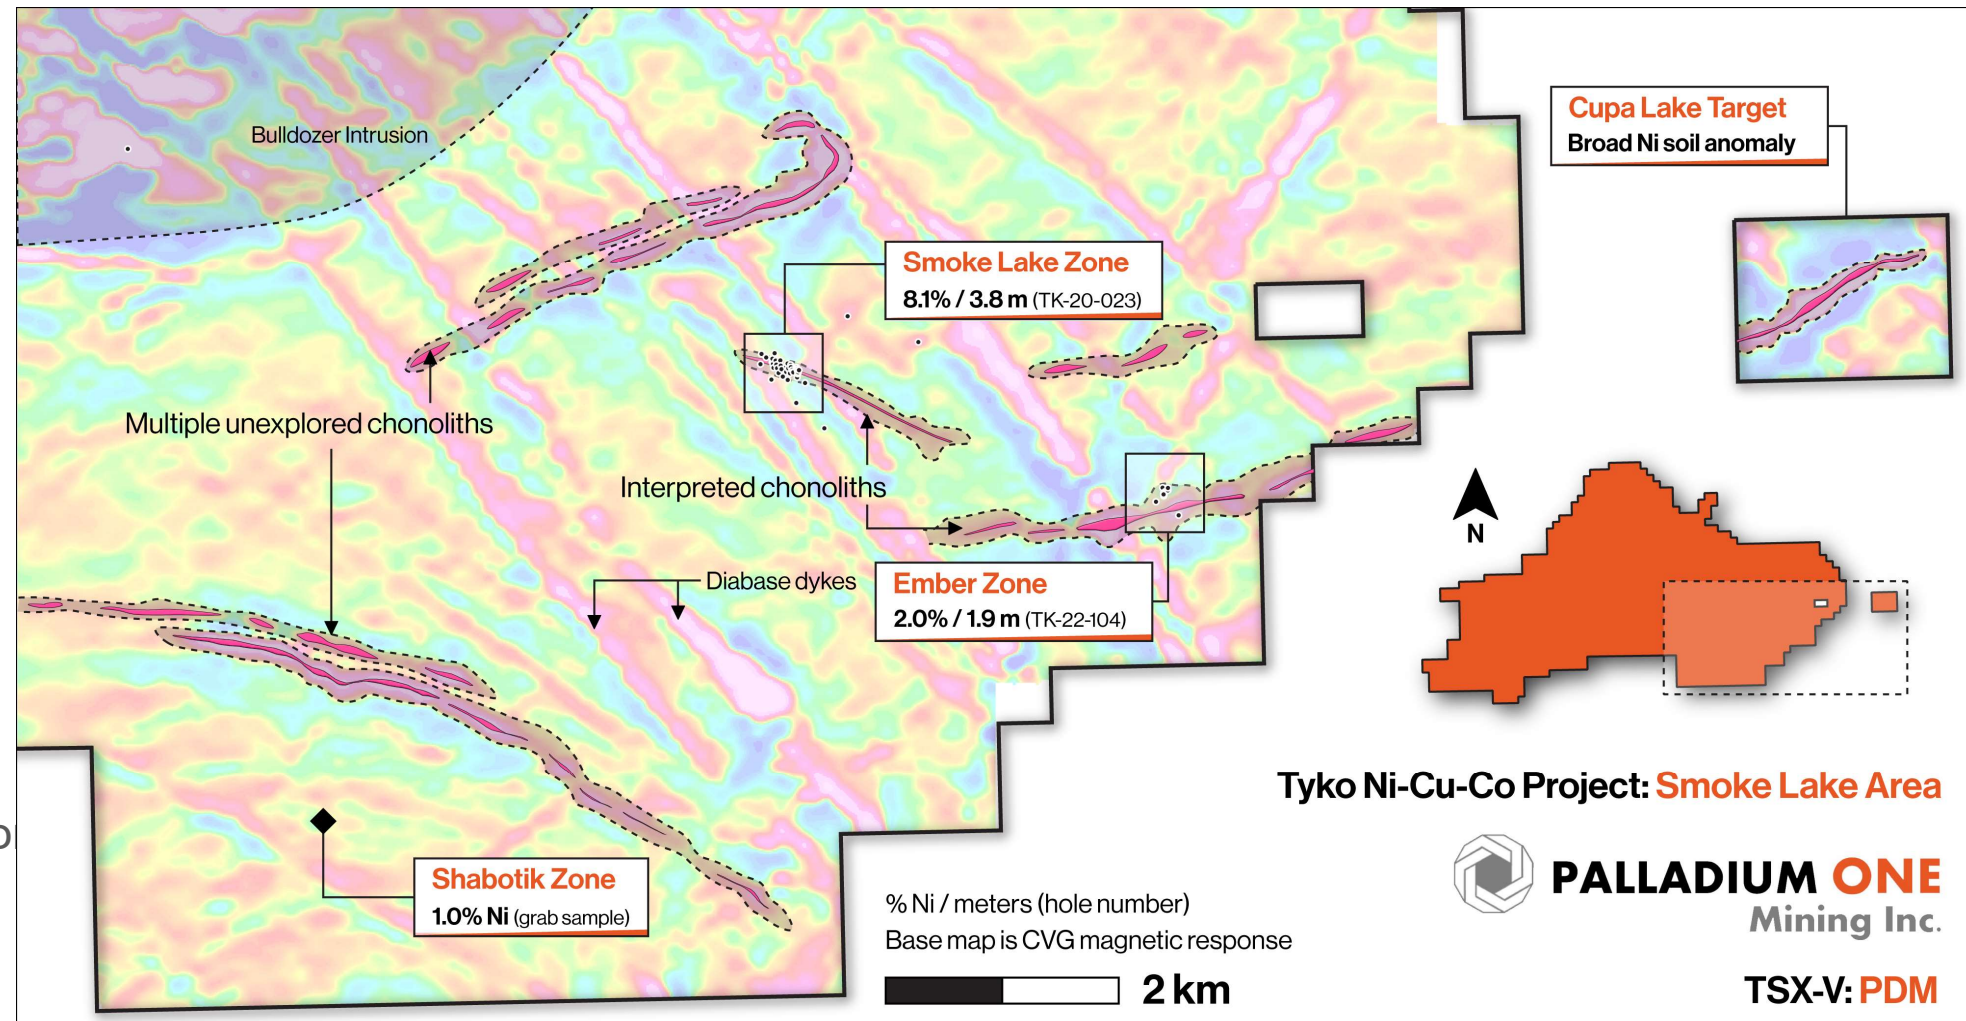 Bulldozer Intrusion
Cupa Lake Target
Broad Ni soil anomaly
Smoke Lake Zone
8.1% / 3.8 m (TK-20-023)
Multiple unexplored chonoliths
Interpreted chonoliths
N
Diabase dykes
Ember Zone
2.0% / 1.9 m (TK-22-104)
Tyko Ni-Cu-Co Project: Smoke Lake Area
Shabotik Zone
1.0% Ni (grab sample)
PALLADIUM ONE
Mining Inc.
% Ni / meters (hole number)
Base map is CVG magnetic response
2 km
TSX-V: PDM